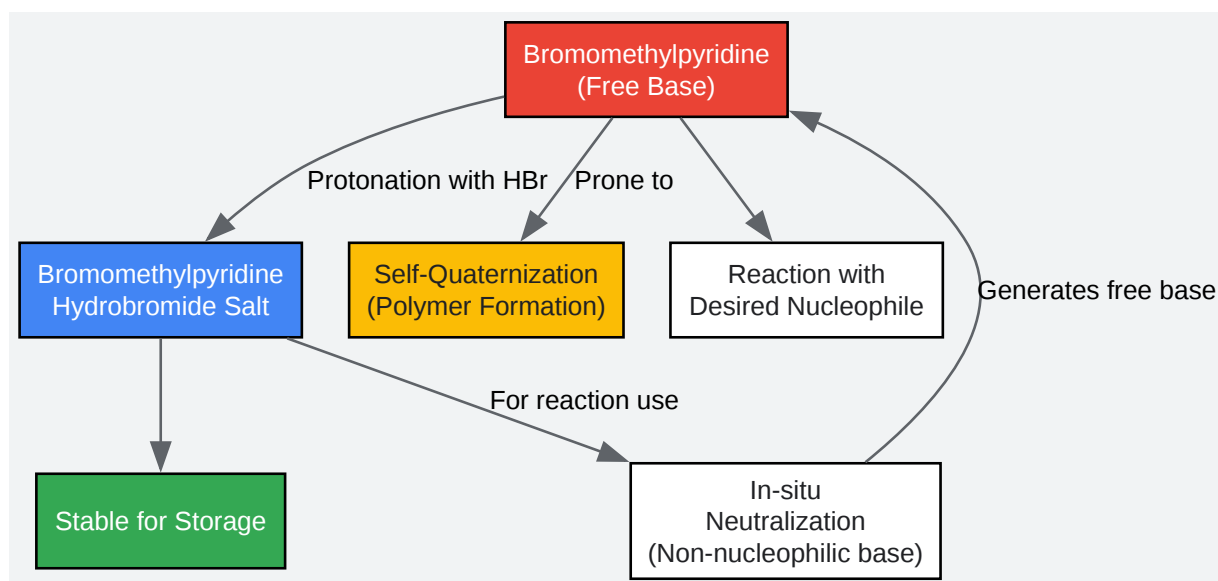 Bromomethylpyridine
(Free Base)
Protonation with HBr
Prone to
Bromomethylpyridine
Hydrobromide Salt
Self-Quaternization
(Polymer Formation)
Reaction with
Desired Nucleophile
Generates free base
For reaction use
Stable for Storage
In-situ
Neutralization
(Non-nucleophilic base)